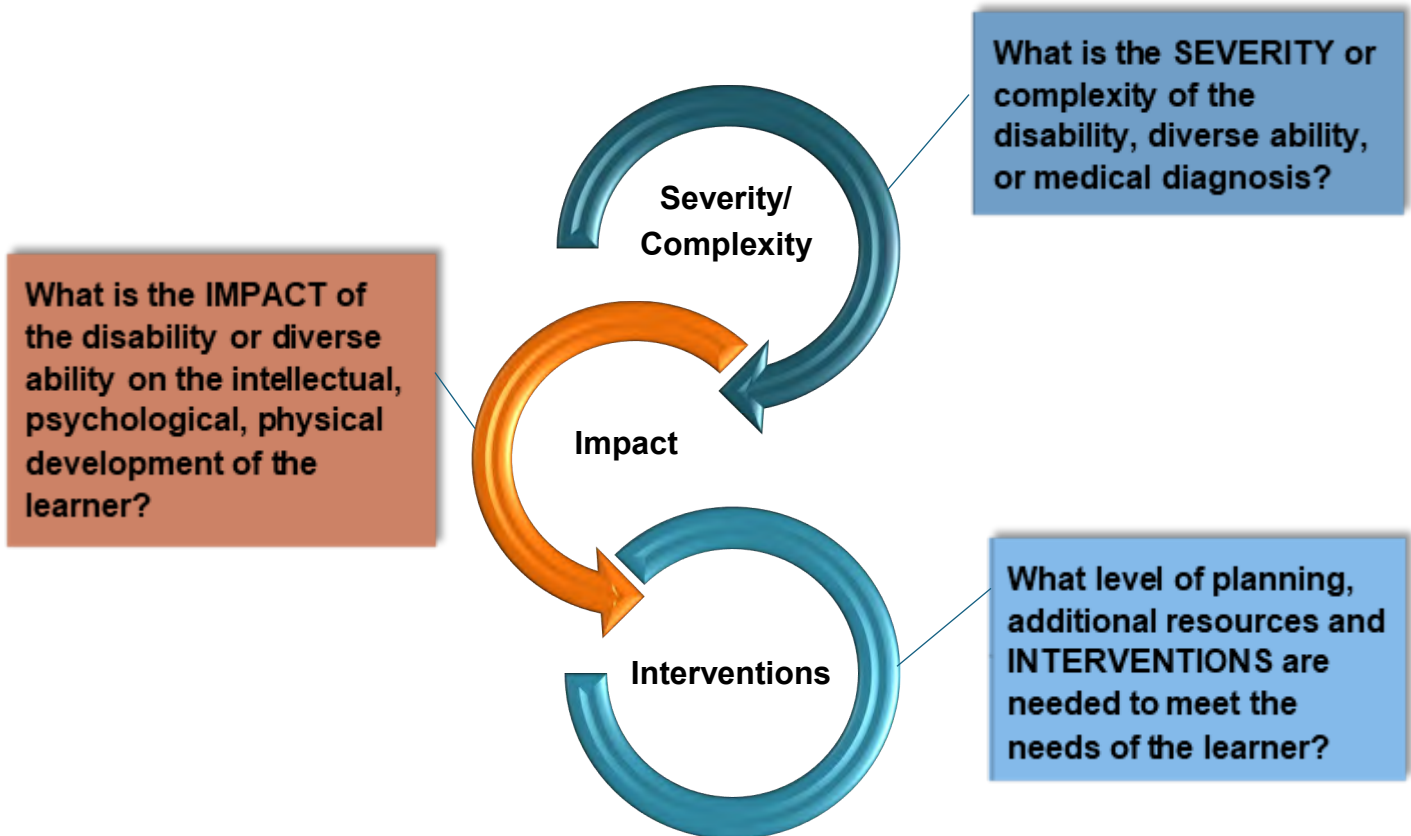 What is the SEVERITY or
complexity of the
disability, diverse ability,
or medical diagnosis?
Severity/
Complexity
What is the IMPACT of
the disability or diverse
ability on the intellectual,
psychological, physical
development of the
learner?
Impact
What level of planning,
additional resources and
INTERVENTIONS are
needed to meet the
needs of the learner?
Interventions